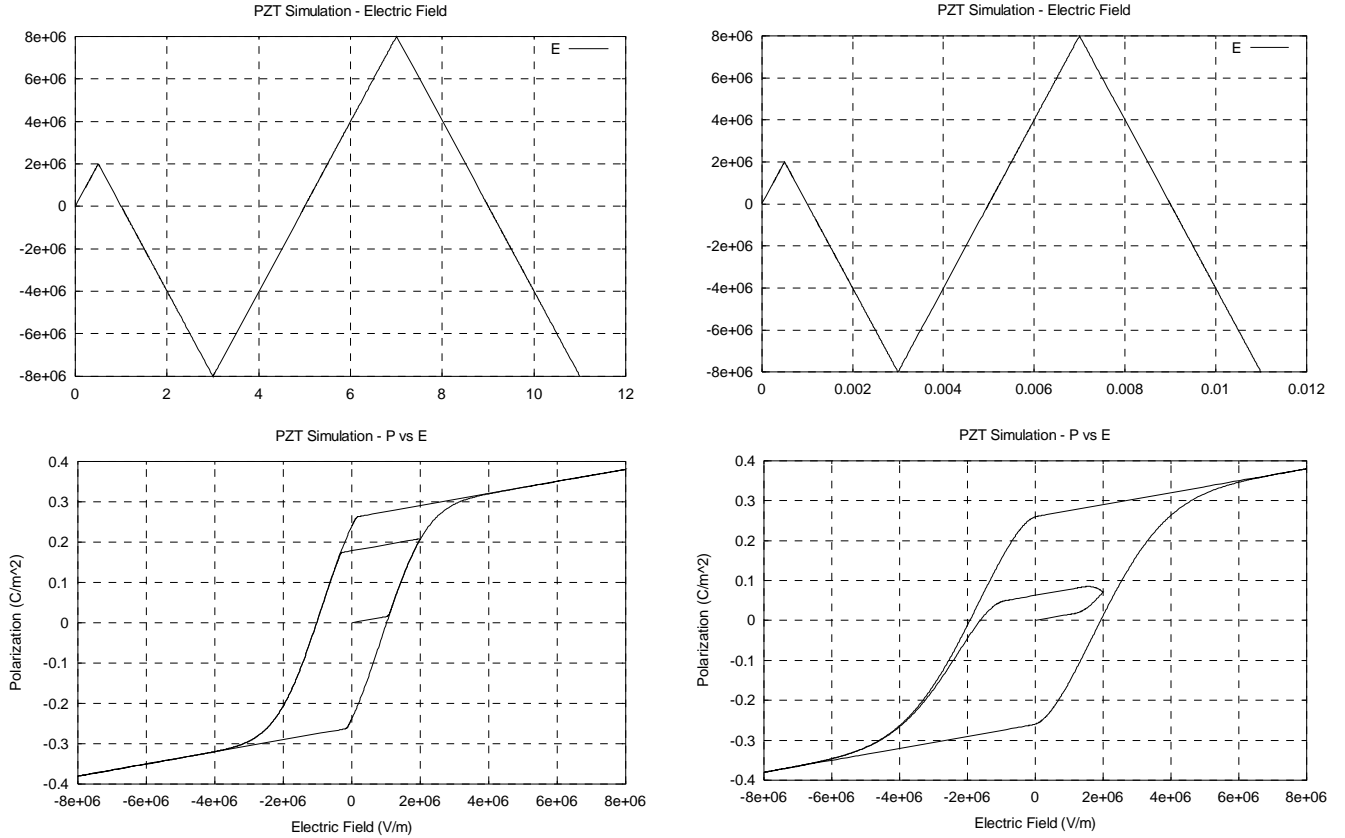 PZT Simulation - Electric Field
E
8e+06
6e+06
4e+06
2e+06
0
-2e+06
-4e+06
-6e+06
-8e+06
0 2 4 6 8 10 12
PZT Simulation - Electric Field
E
8e+06
6e+06
4e+06
2e+06
0
-2e+06
-4e+06
-6e+06
-8e+06
0 0.002 0.004 0.006 0.008 0.01 0.012
PZT Simulation - P vs E
Polarization (C/m^2)
0.4
0.3
0.2
0.1
0
-0.1
-0.2
-0.3
-0.4
-8e+06 -6e+06 -4e+06 -2e+06 0 2e+06 4e+06 6e+06 8e+06
Electric Field (V/m)
PZT Simulation - P vs E
Polarization (C/m^2)
0.4
0.3
0.2
0.1
0
-0.1
-0.2
-0.3
-0.4
-8e+06 -6e+06 -4e+06 -2e+06 0 2e+06 4e+06 6e+06 8e+06
Electric Field (V/m)